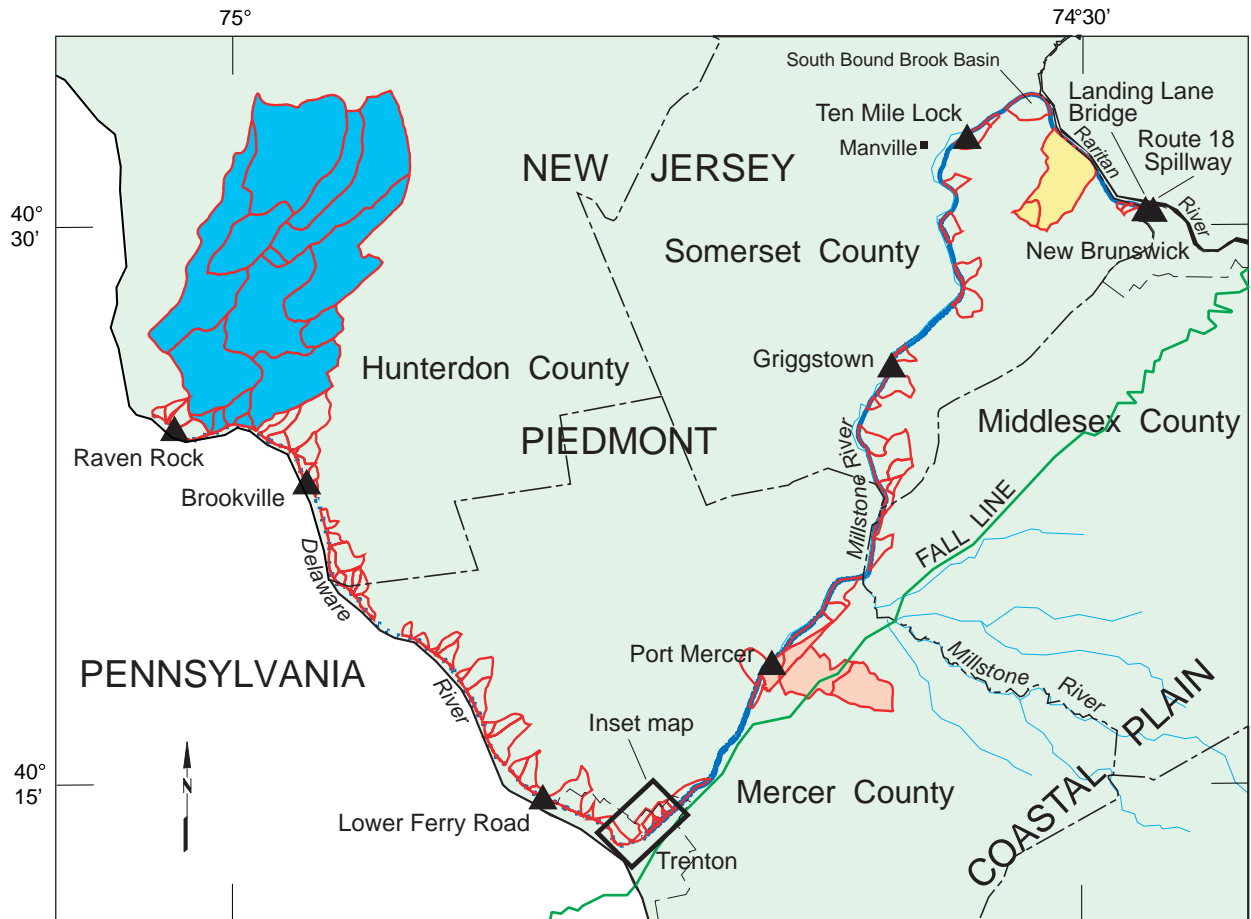 75°
74°30'
South Bound Brook Basin
Landing Lane
Bridge
Ten Mile Lock
Route 18
Spillway
Manville
Raritan
NEW JERSEY
40°
30'
River
Somerset County
New Brunswick
Griggstown
Hunterdon County
Middlesex County
PIEDMONT
Raven Rock
Brookville
Millstone River
FALL LINE
Delaware
Port Mercer
PENNSYLVANIA
Millstone
River
River
Inset map
N
COASTAL PLAIN
40°
15'
Mercer County
Lower Ferry Road
Trenton